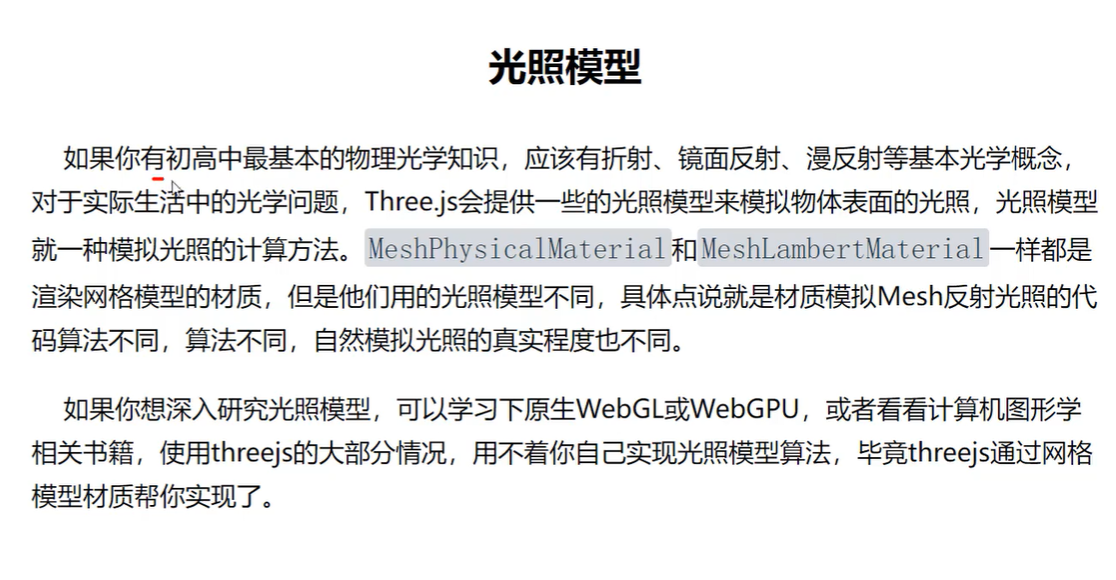 光照模型
如果你有初高中最基本的物理光学知识，应该有折射、镜面反射、漫反射等基本光学概念，
对于实际生活中的光学问题，Three.js会提供一些的光照模型来模拟物体表面的光照，光照模型
就一种模拟光照的计算方法。MeshPhysicalMaterial和MeshLambertMaterial一样都是
渲染网格模型的材质，但是他们用的光照模型不同，具体点说就是材质模拟Mesh反射光照的代
码算法不同，算法不同，自然模拟光照的真实程度也不同。
如果你想深入研究光照模型，可以学习下原生WebGL或WebGPU，或者看看计算机图形学
相关书籍，使用threejs的大部分情况，用不着你自己实现光照模型算法，毕竟threejs通过网格
模型材质帮你实现了。